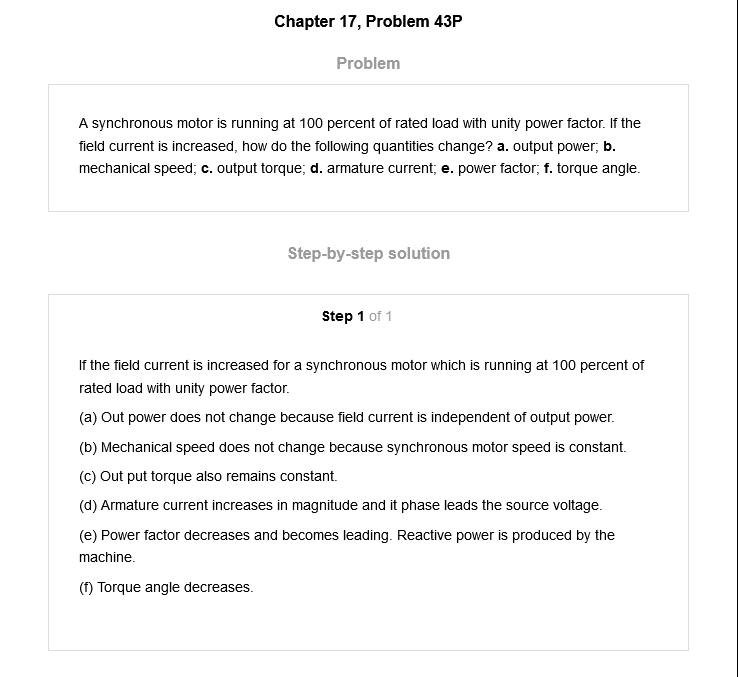 Chapter 17, Problem 43P
Problem
A synchronous motor is running at 100 percent of rated load with unity power factor. If the
field current is increased, how do the following quantities change? a. output power; b.
mechanical speed; c. output torque; d. armature current; e. power factor; f. torque angle.
Step-by-step solution
Step 1 of 1
If the field current is increased for a synchronous motor which is running at 100 percent of
rated load with unity power factor.
(a) Out power does not change because field current is independent of output power.
(b) Mechanical speed does not change because synchronous motor speed is constant.
(c) Out put torque also remains constant.
(d) Armature current increases in magnitude and it phase leads the source voltage.
(e) Power factor decreases and becomes leading. Reactive power is produced by the
machine.
(f) Torque angle decreases.